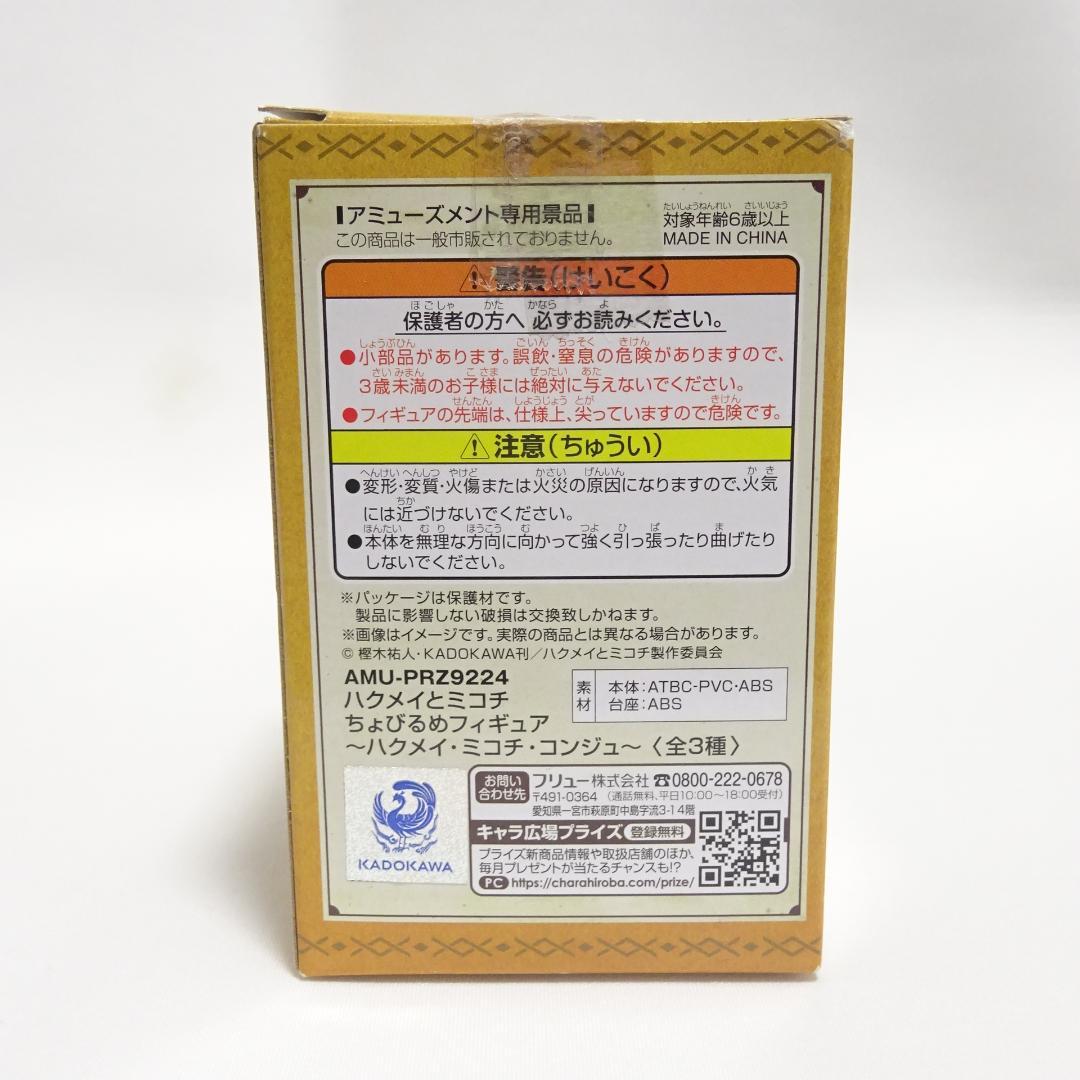 アミューズメント専用景品
この商品は一般市販されておりません。
たいしょうねんれい さいいじょう
対象年齢6歳以上
MADE IN CHINA
警告(けいこく)
ほごしゃ かた かなら よ
保護者の方へ 必ずお読みください。
しょうぶひん ごいん ちっそく きけん
●小部品があります。誤飲・窒息の危険がありますので、
さいみまん こさま ぜったい あた
3歳未満のお子様には絶対に与えないでください。
せんたん しようじょう とが きけん
●フィギュアの先端は、仕様上、尖っていますので危険です。
注意(ちゅうい)
へんけい へんしつ やけど かさい げんいん かき
●変形・変質・火傷または火災の原因になりますので、火気
ちか
には近づけないでください。
ほんたい むり ほうこう む つよ ひ ぱ ま
●本体を無理な方向に向かって強く引っ張ったり曲げたり
しないでください。
※パッケージは保護材です。
製品に影響しない破損は交換致しかねます。
※画像はイメージです。実際の商品とは異なる場合があります。
© 樫木祐人・KADOKAWA刊/ハクメイとミコチ製作委員会
AMU-PRZ9224
ハクメイとミコチ
ちょびるめフィギュア
~ハクメイ・ミコチ・コンジュ~〈全3種〉
素材
本体:ATBC-PVC・ABS
台座:ABS
KADOKAWA
お問い合わせ先
フリュー株式会社 ☎0800-222-0678
〒491-0364 (通話無料、平日10:00~18:00受付)
愛知県一宮市萩原町中島字流3-14階
キャラ広場プライズ 登録無料
プライズ新商品情報や取扱店舗のほか、
毎月プレゼントが当たるチャンスも!?
PC https://charahiroba.com/prize/